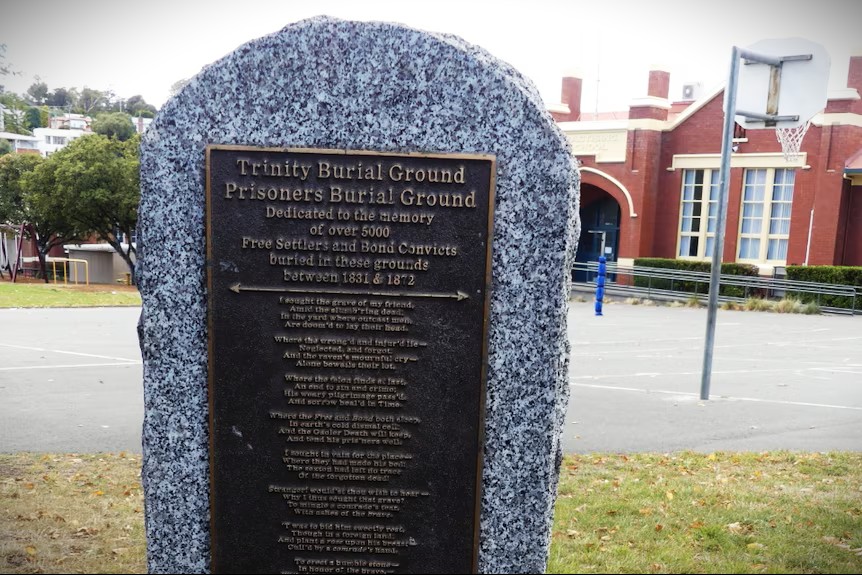 Trinity Burial Ground
Prisoners Burial Ground
Dedicated to the memory
of over 5000
Free Settlers and Bond Convicts
buried in these grounds
between 1831 & 1872
I sought the grave of my friend,
Amid the slumb'ring dead,
In the yard where outcast men,
Are doom'd to lay their head.
Where the wrong'd and injur'd lie—
Neglected, and forgot,
And the raven's mournful cry—
Alone bewails their lot.
Where the felon finds at last,
An end to sin and crime;
His weary pilgrimage pass'd,
And sorrow heal'd in Time.
Where the Free and Bond both sleep,
In earth's cold dismal cell;
And the Gaoler Death will keep,
And tend his pris'ners well.
I sought in vain for the place—
Where they had made his bed;
The sexton had left no trace
Of the forgotten dead!
Stranger! would'st thou wish to hear—
Why I thus sought that grave?
To mingle a comrade's tear,
With ashes of the brave.
'Twas to bid him sweetly rest,
Though in a foreign land;
And plant a rose upon his breast,
Cull'd by a comrade's hand.
To erect a humble stone—
In honor of the brave,